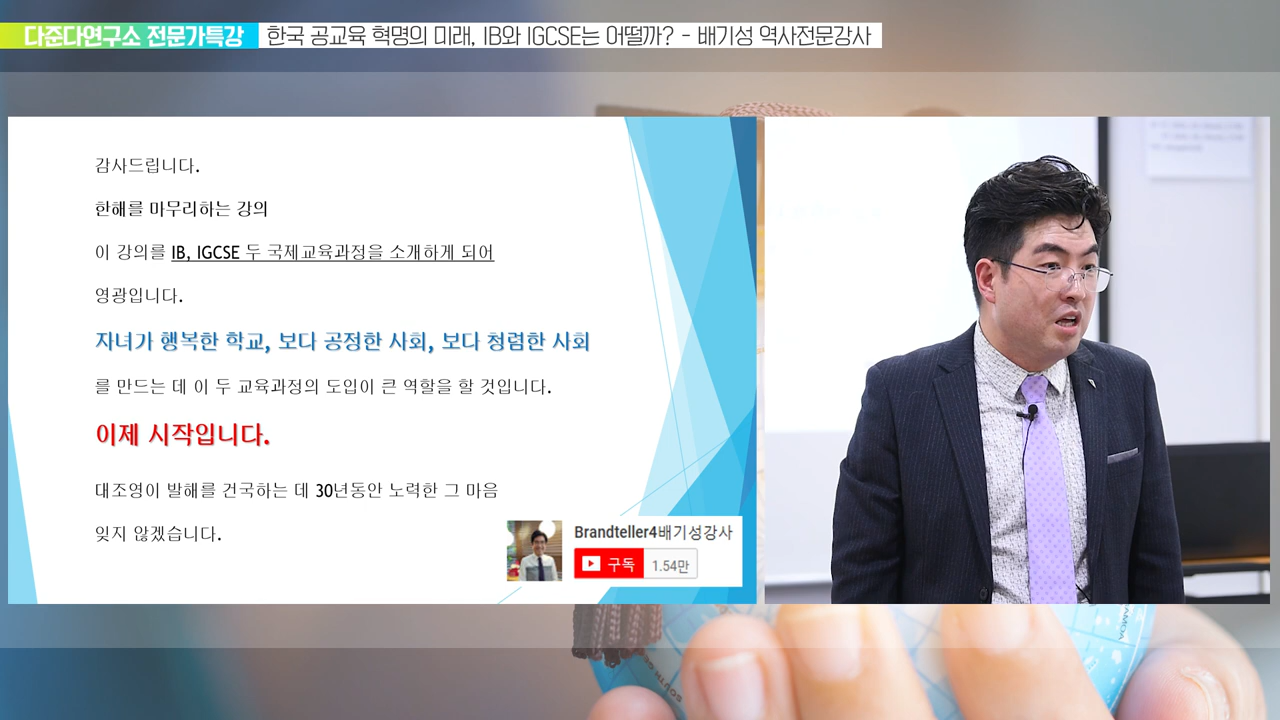 다준다연구소 전문가특강 한국 공교육 혁명의 미래, IB와 IGCSE는 어떨까? - 배기성 역사전문강사
감사드립니다.
한해를 마무리하는 강의
이 강의를 IB, IGCSE 두 국제교육과정을 소개하게 되어
영광입니다.
자녀가 행복한 학교, 보다 공정한 사회, 보다 청렴한 사회
를 만드는 데 이 두 교육과정의 도입이 큰 역할을 할 것입니다.
이제 시작입니다.
대조영이 발해를 건국하는 데 30년동안 노력한 그 마음
잊지 않겠습니다.
Brandteller4배기성강사
구독 1.54만
SAMOA